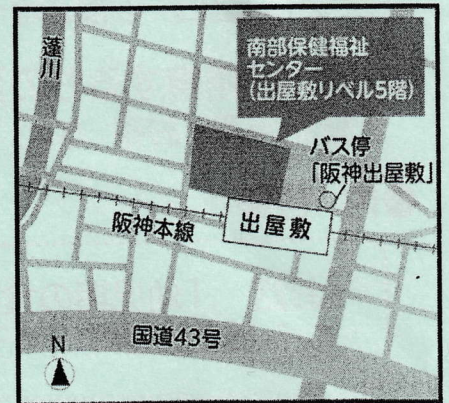 蓬川
南部保健福祉
センター
(出屋敷リベル5階)
バス停
「阪神出屋敷」
阪神本線
出屋敷
国道43号
N